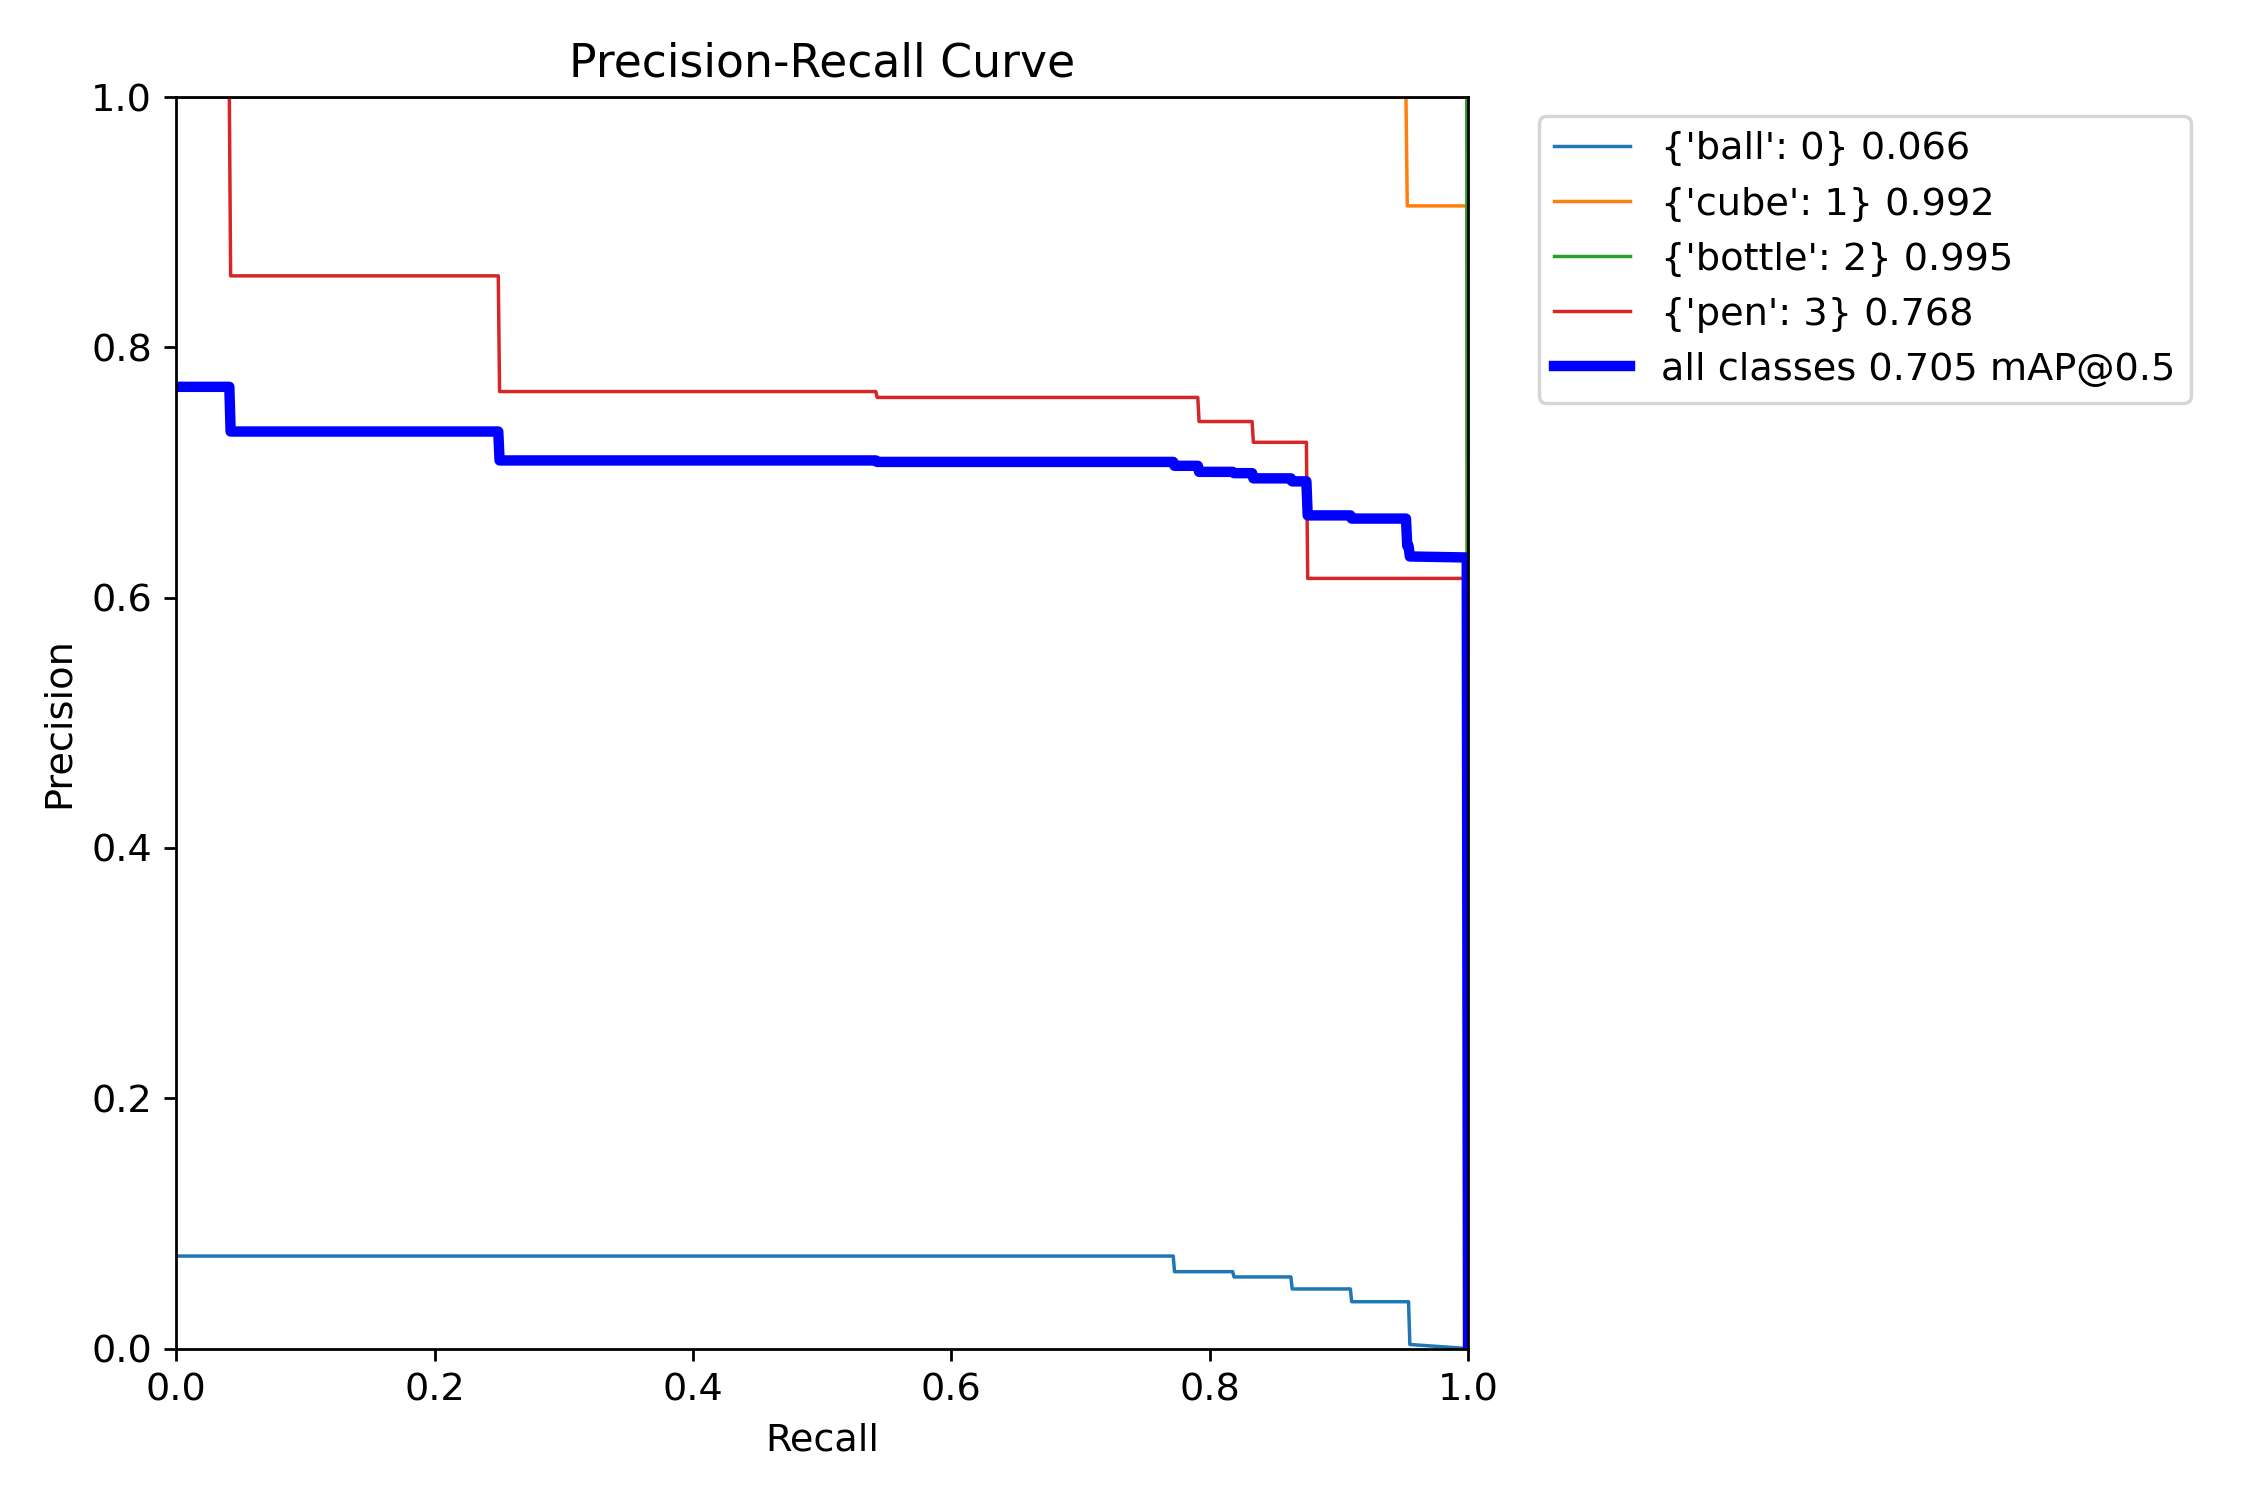 Precision-Recall Curve
1.0
0.8
0.6
0.4
0.2
0.0
Precision
0.0 0.2 0.4 0.6 0.8 1.0
Recall
{'ball': 0} 0.066
{'cube': 1} 0.992
{'bottle': 2} 0.995
{'pen': 3} 0.768
all classes 0.705 mAP@0.5